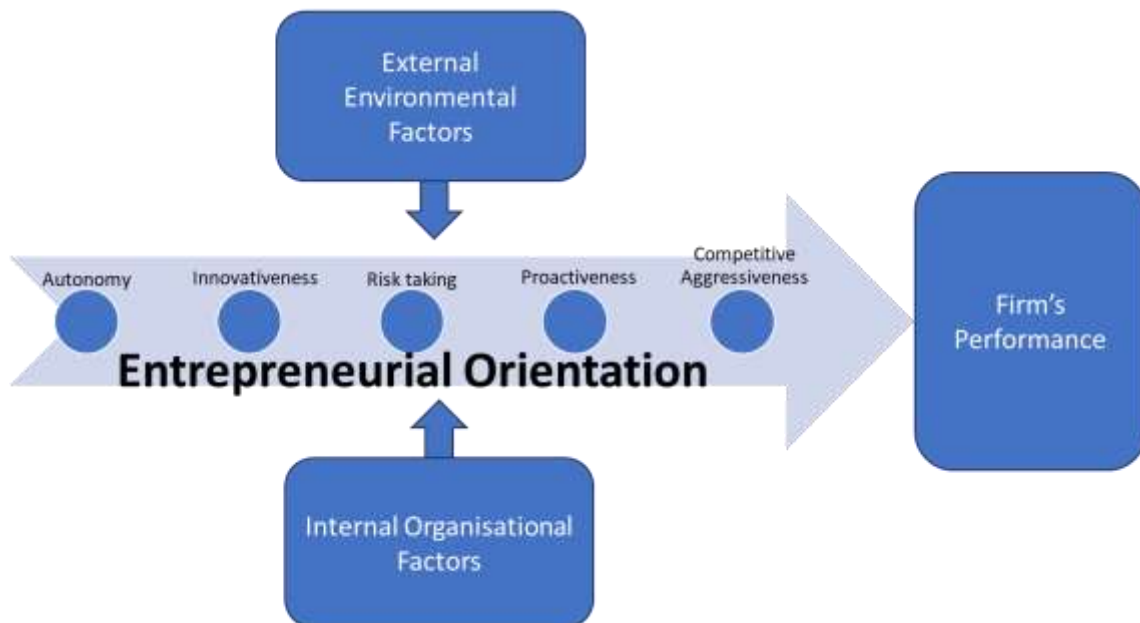 External
Environmental
Factors
Autonomy
Innovativeness
Risk taking
Proactiveness
Competitive
Aggressiveness
Entrepreneurial Orientation
Firm's
Performance
Internal Organisational
Factors